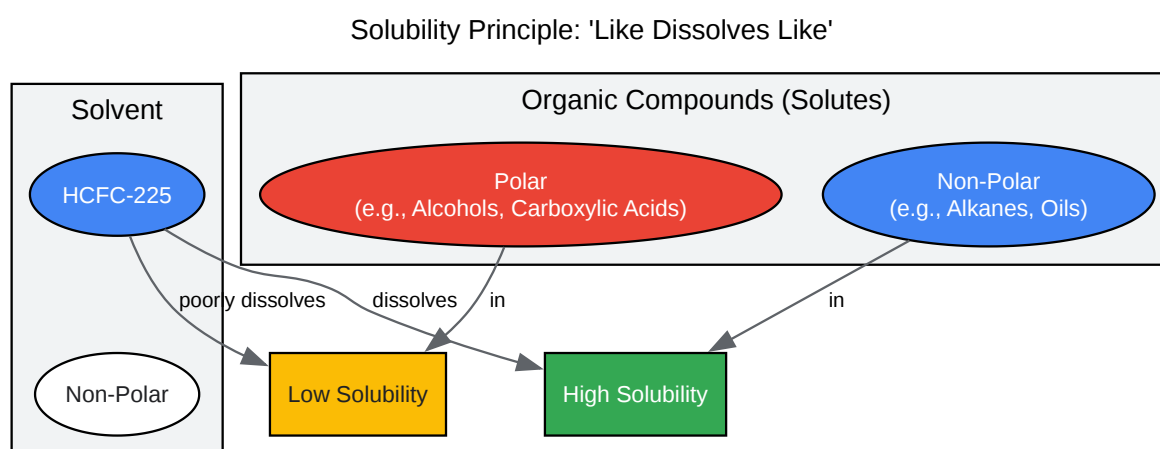 Solubility Principle: 'Like Dissolves Like'
Solvent
Organic Compounds (Solutes)
HCFC-225
Polar
(e.g., Alcohols, Carboxylic Acids)
Non-Polar
(e.g., Alkanes, Oils)
poorly dissolves
dissolves
in
in
Non-Polar
Low Solubility
High Solubility